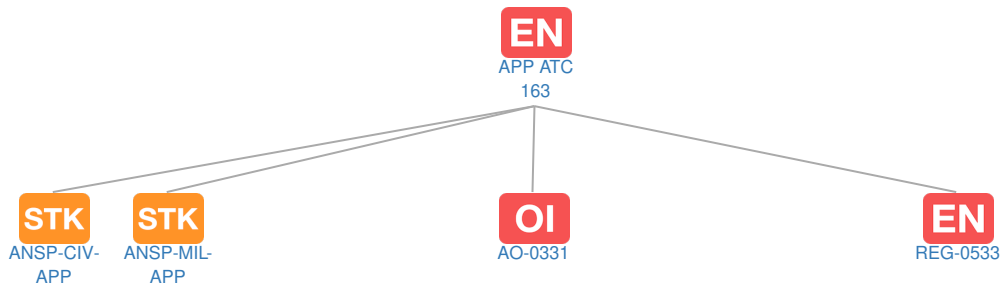 EN
APP ATC
163
STK
STK
OI
EN
ANSP-CIV-
APP
ANSP-MIL-
APP
AO-0331
REG-0533